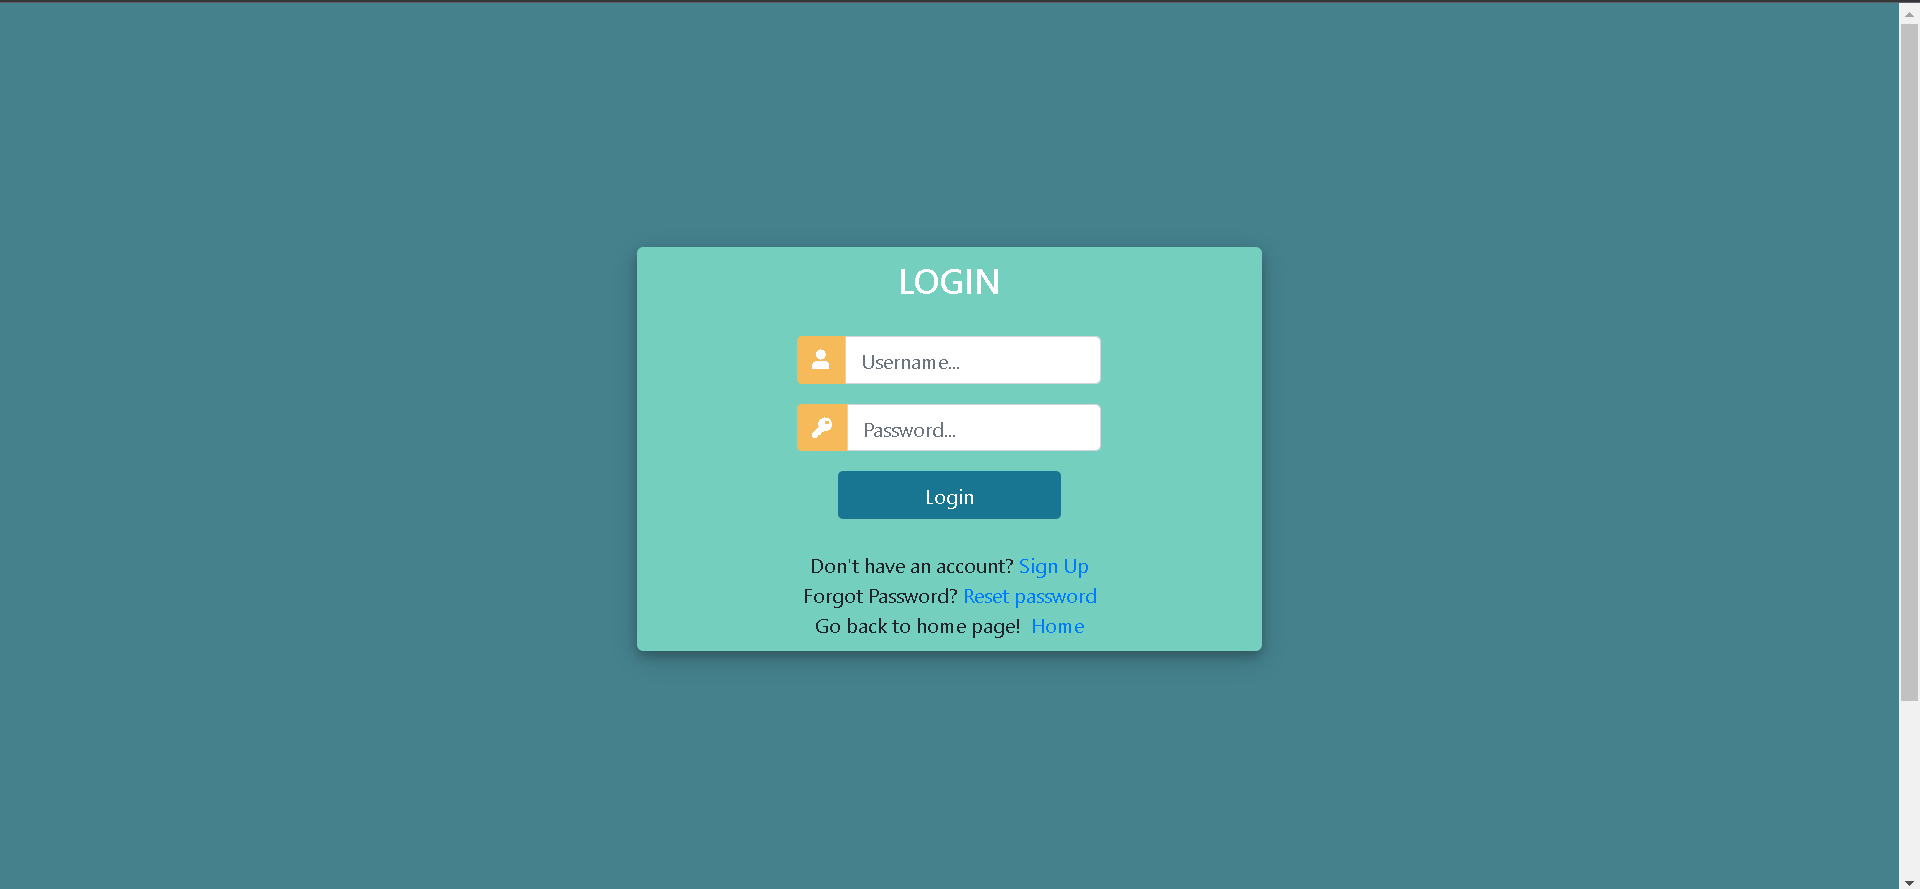 LOGIN
Username...
Password...
Login
Don't have an account? Sign Up
Forgot Password? Reset password
Go back to home page! Home